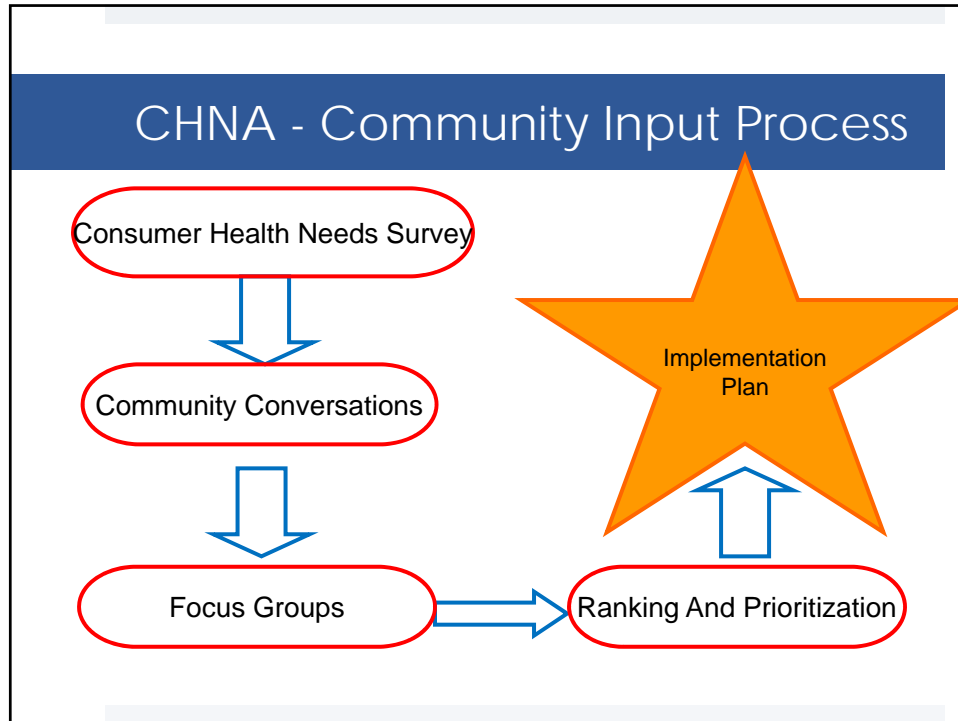 CHNA - Community Input Process
Consumer Health Needs Survey
Community Conversations
Focus Groups
Ranking And Prioritization
Implementation
Plan